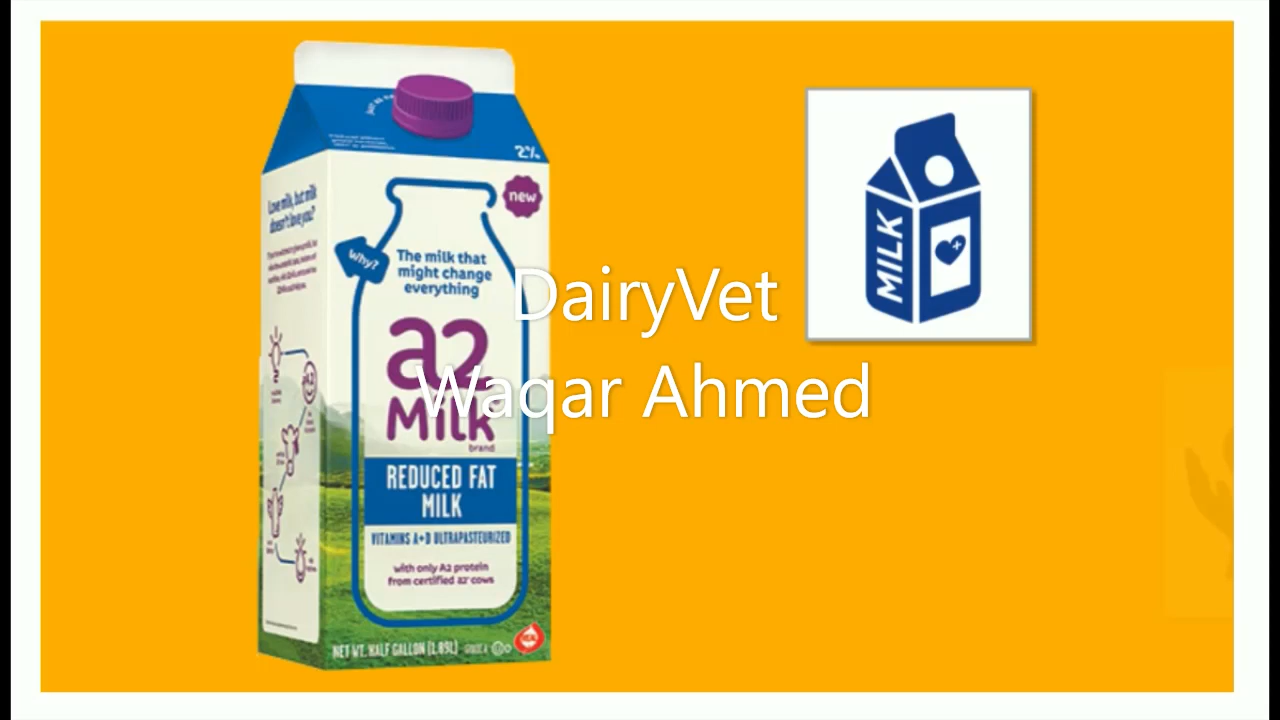 2%
new
Love milk, but milk
doesn't love you?
why?
The milk that
might change
everything
a2
Milk
brand
REDUCED FAT
MILK
VITAMINS A+D ULTRAPASTEURIZED
with only A2 protein
from certified a2 cows
NET WT. HALF GALLON (1.89L) GRADE A
REAL
DairyVet
Waqar Ahmed
MILK